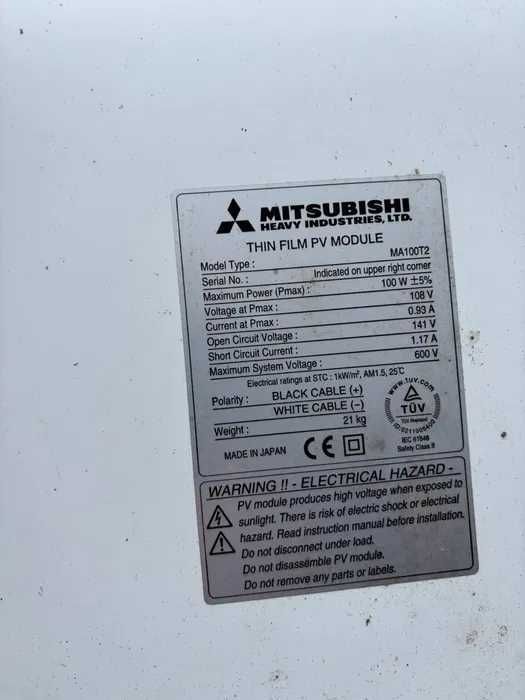 MITSUBISHI
HEAVY INDUSTRIES, LTD.
THIN FILM PV MODULE
Model Type : MA100T2
Serial No. : Indicated on upper right corner
Maximum Power (Pmax) : 100 W ±5%
Voltage at Pmax : 108 V
Current at Pmax : 0.93 A
Open Circuit Voltage : 141 V
Short Circuit Current : 1.17 A
Maximum System Voltage : 600 V
Electrical ratings at STC : 1kW/m², AM1.5, 25℃
Polarity : BLACK CABLE (+)
WHITE CABLE (−)
Weight : 21 kg
MADE IN JAPAN CE
www.tuv.com
TÜV
IEC 61646
Safety Class II
WARNING !! - ELECTRICAL HAZARD -
PV module produces high voltage when exposed to
sunlight. There is risk of electric shock or electrical
hazard. Read instruction manual before installation.
Do not disconnect under load.
Do not disassemble PV module.
Do not remove any parts or labels.